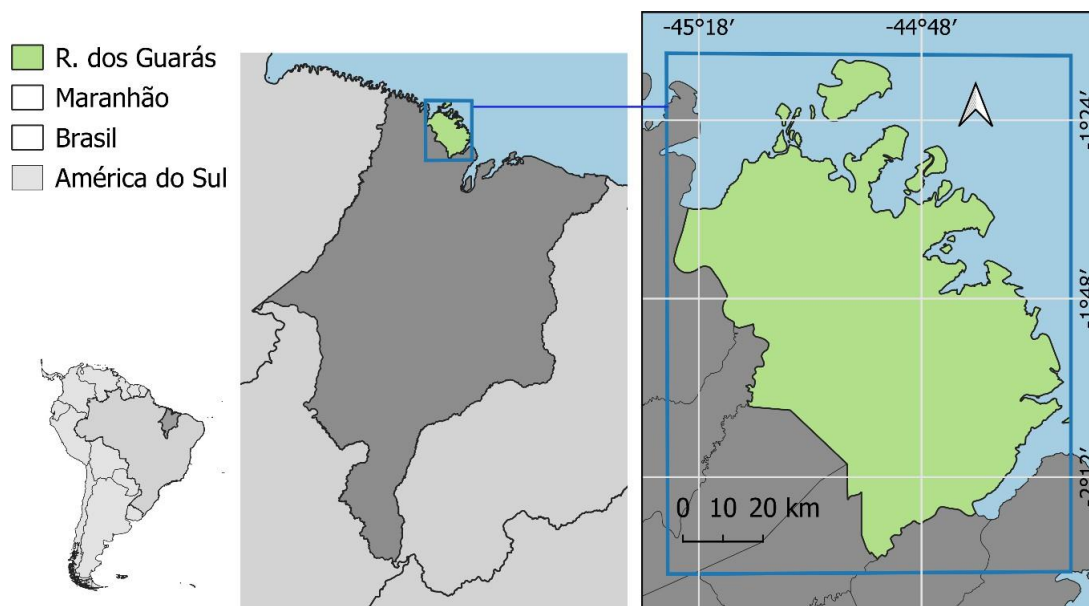 R. dos Guarás
Maranhão
Brasil
América do Sul
-45°18′ -44°48′
-1°24′
-1°48′
-2°12′
0 10 20 km